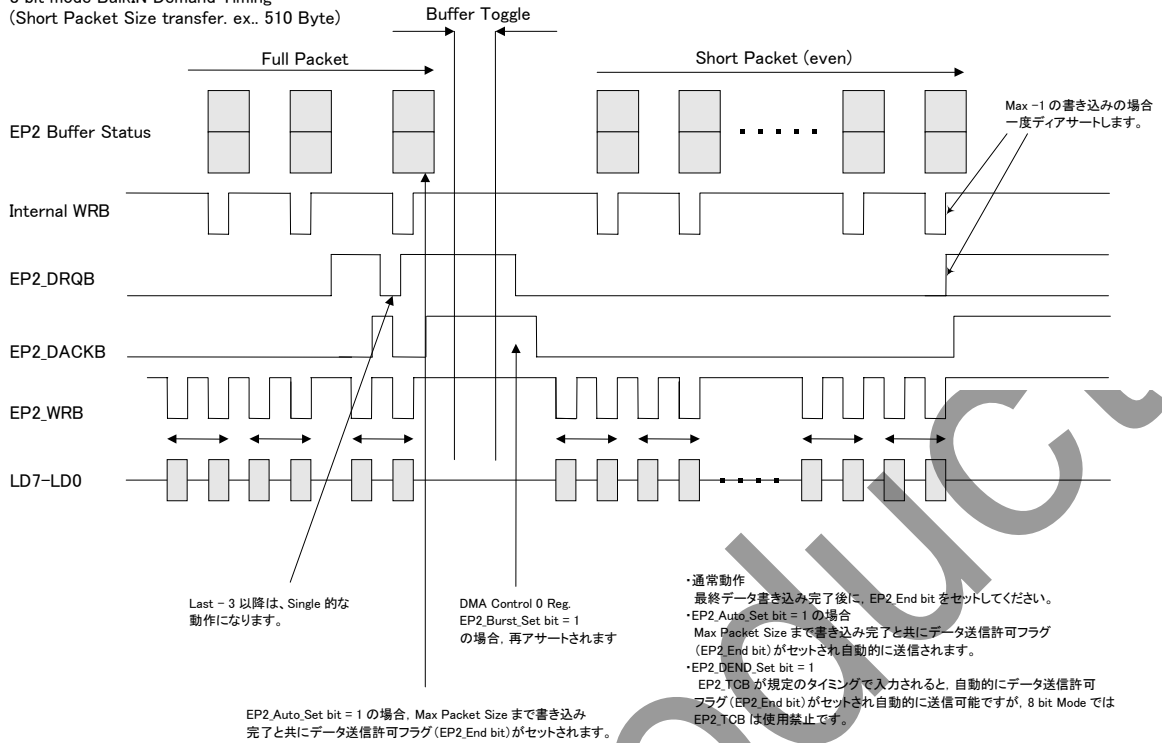 (Short Packet Size transfer. ex.. 510 Byte)
Buffer Toggle
Full Packet
Short Packet (even)
EP2 Buffer Status
Max -1 の書き込みの場合
一度ディアサートします。
Internal WRB
EP2_DRQB
EP2_DACKB
EP2_WRB
LD7-LD0
Last - 3 以降は、Single 的な
動作になります。
DMA Control 0 Reg.
EP2_Burst_Set bit = 1
の場合, 再アサートされます
・通常動作
最終データ書き込み完了後に, EP2_End bit をセットしてください。
・EP2_Auto_Set bit = 1 の場合
Max Packet Size まで書き込み完了と共にデータ送信許可フラグ
(EP2_End bit)がセットされ自動的に送信されます。
・EP2_DEND_Set bit = 1
EP2_TCB が規定のタイミングで入力されると, 自動的にデータ送信許可
フラグ(EP2_End bit)がセットされ自動的に送信可能ですが, 8 bit Mode では
EP2_TCB は使用禁止です。
EP2_Auto_Set bit = 1 の場合, Max Packet Size まで書き込み
完了と共にデータ送信許可フラグ(EP2_End bit)がセットされます。